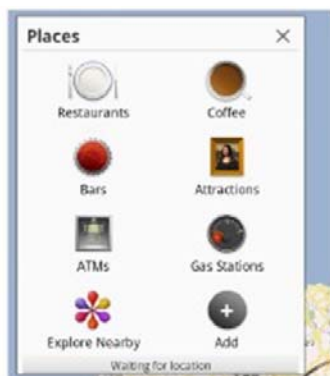 Places
Restaurants Coffee
Bars Attractions
ATMs Gas Stations
Explore Nearby Add
Waiting for location